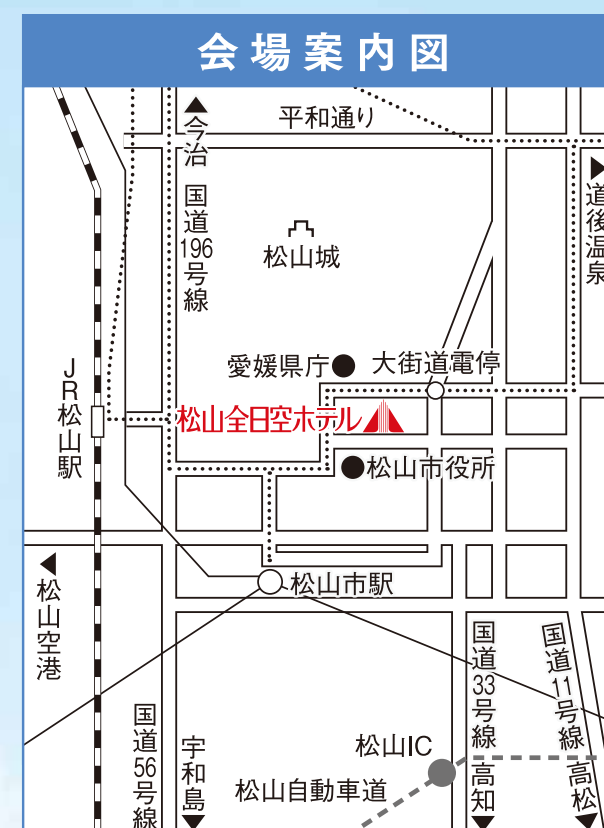 会場案内図
平和通り
今治
国道196号線
道後温泉
松山城
愛媛県庁
大街道電停
JR松山駅
松山全日空ホテル
松山市役所
松山空港
松山市駅
国道33号線
国道11号線
国道56号線
宇和島
松山IC
松山自動車道
高知
高松